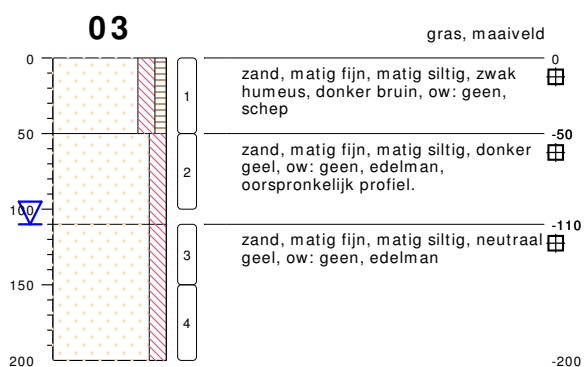 03
gras, maaiveld
0
0
zand, matig fijn, matig siltig, zwak
humeus, donker bruin, ow: geen,
schep
1
50
-50
zand, matig fijn, matig siltig, donker
geel, ow: geen, edelman,
oorspronkelijk profiel.
2
100
-110
zand, matig fijn, matig siltig, neutraal
geel, ow: geen, edelman
3
150
4
200
-200